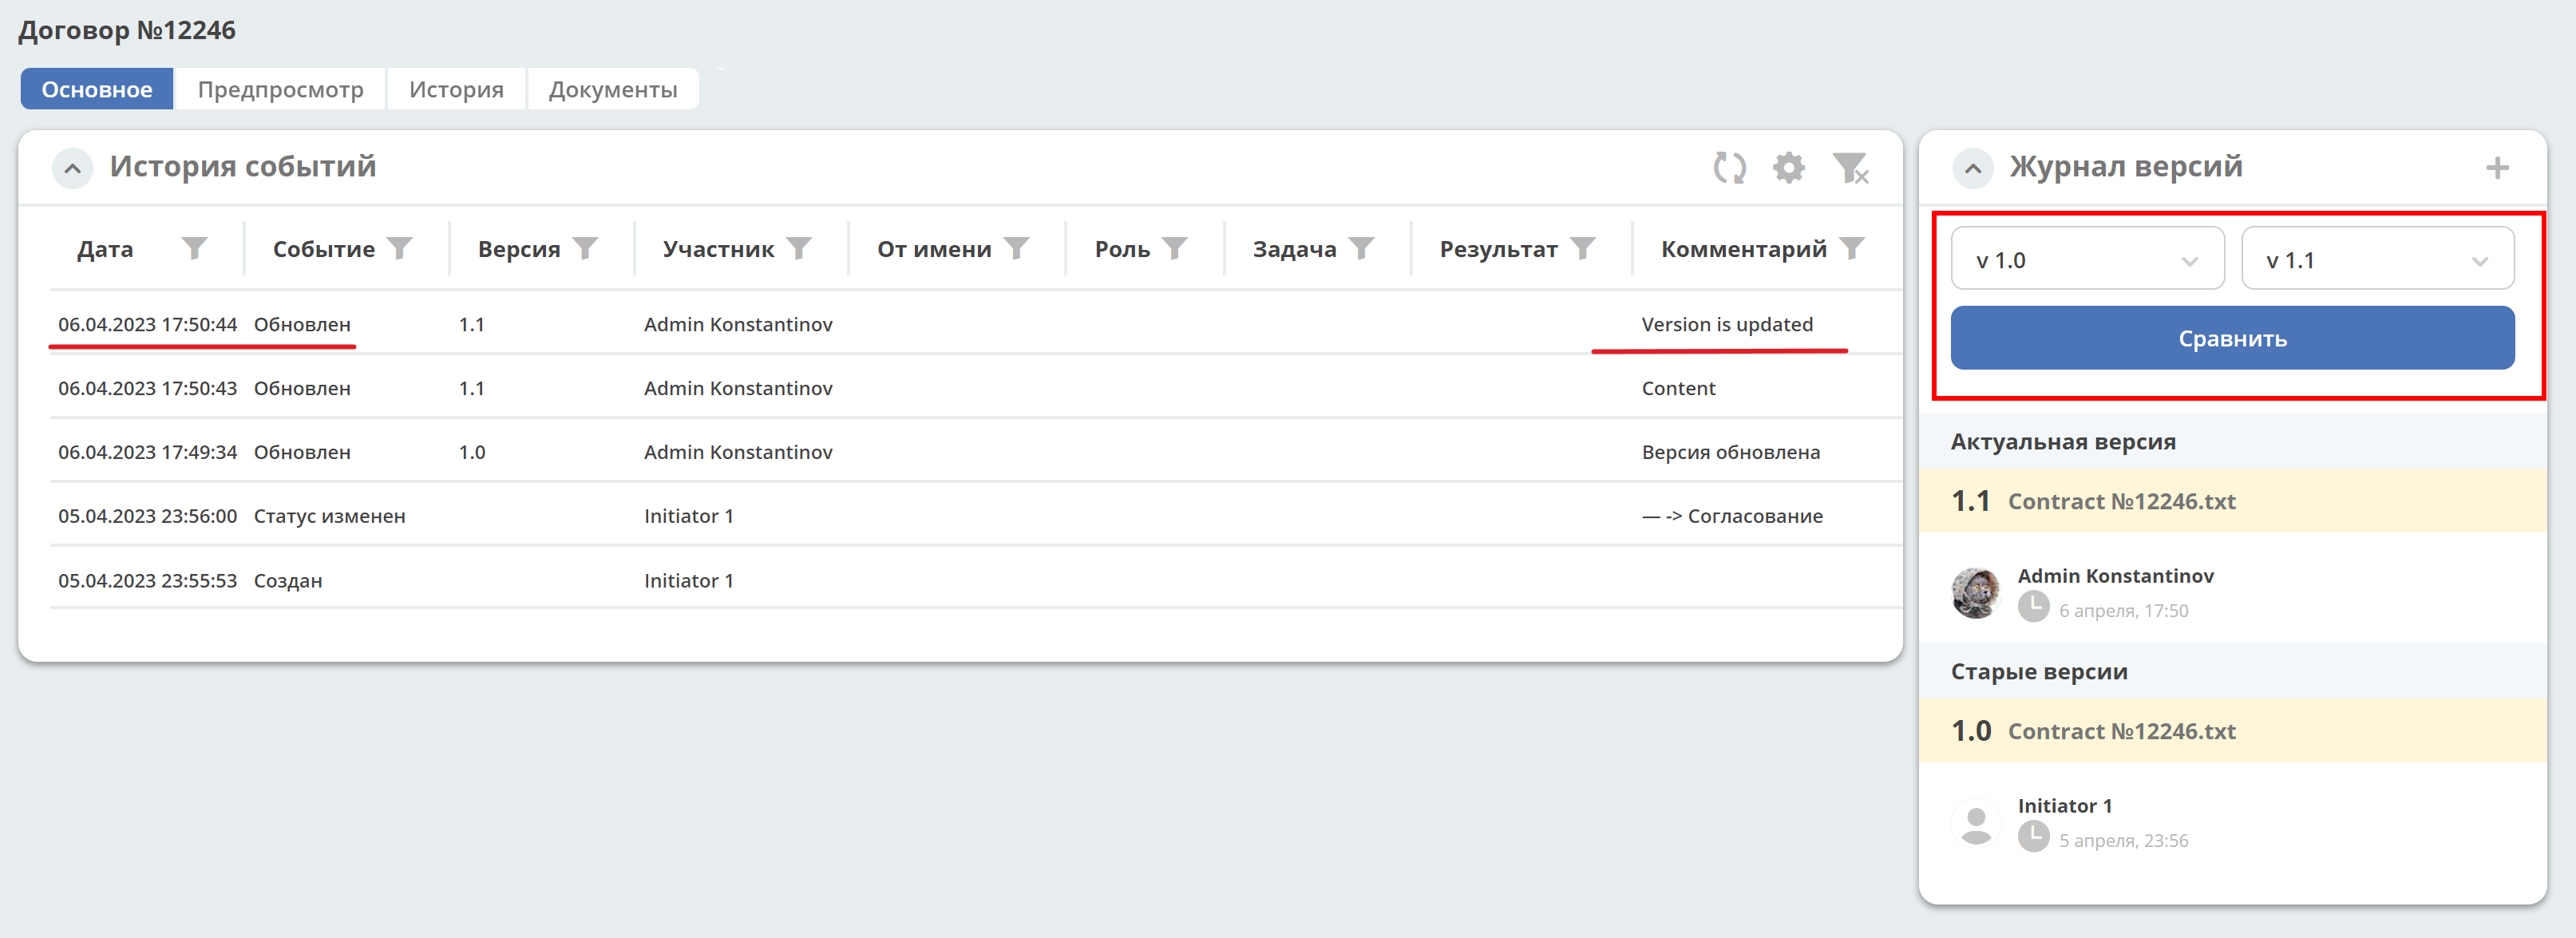 Договор №12246
Основное Предпросмотр История Документы
История событий
Дата Событие Версия Участник От имени Роль Задача Результат Комментарий
06.04.2023 17:50:44 Обновлен 1.1 Admin Konstantinov Version is updated
06.04.2023 17:50:43 Обновлен 1.1 Admin Konstantinov Content
06.04.2023 17:49:34 Обновлен 1.0 Admin Konstantinov Версия обновлена
05.04.2023 23:56:00 Статус изменен Initiator 1 — -> Согласование
05.04.2023 23:55:53 Создан Initiator 1
Журнал версий
v 1.0 v 1.1
Сравнить
Актуальная версия
1.1 Contract №12246.txt
Admin Konstantinov
6 апреля, 17:50
Старые версии
1.0 Contract №12246.txt
Initiator 1
5 апреля, 23:56